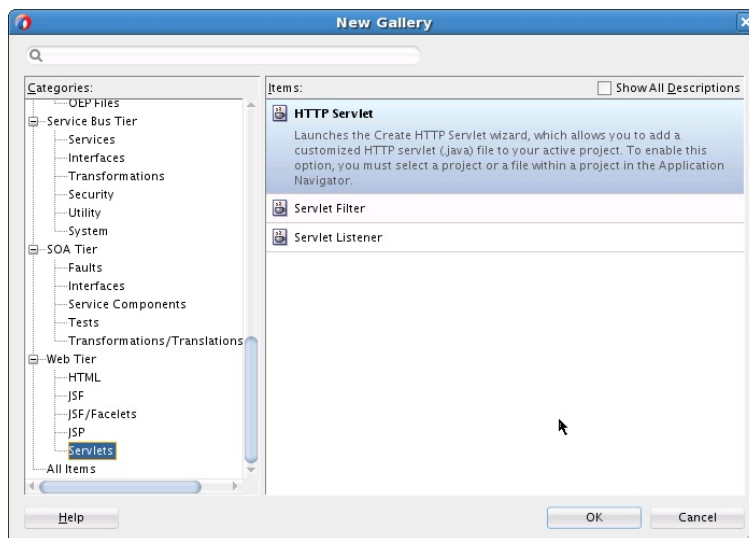 New Gallery
Categories:
OEP Files
Service Bus Tier
Services
Interfaces
Transformations
Security
Utility
System
SOA Tier
Faults
Interfaces
Service Components
Tests
Transformations/Translations
Web Tier
HTML
JSF
JSF/Facelets
JSP
Servlets
All Items
Items:
Show All Descriptions
HTTP Servlet
Launches the Create HTTP Servlet wizard, which allows you to add a
customized HTTP servlet (.java) file to your active project. To enable this
option, you must select a project or a file within a project in the Application
Navigator.
Servlet Filter
Servlet Listener
Help
OK
Cancel